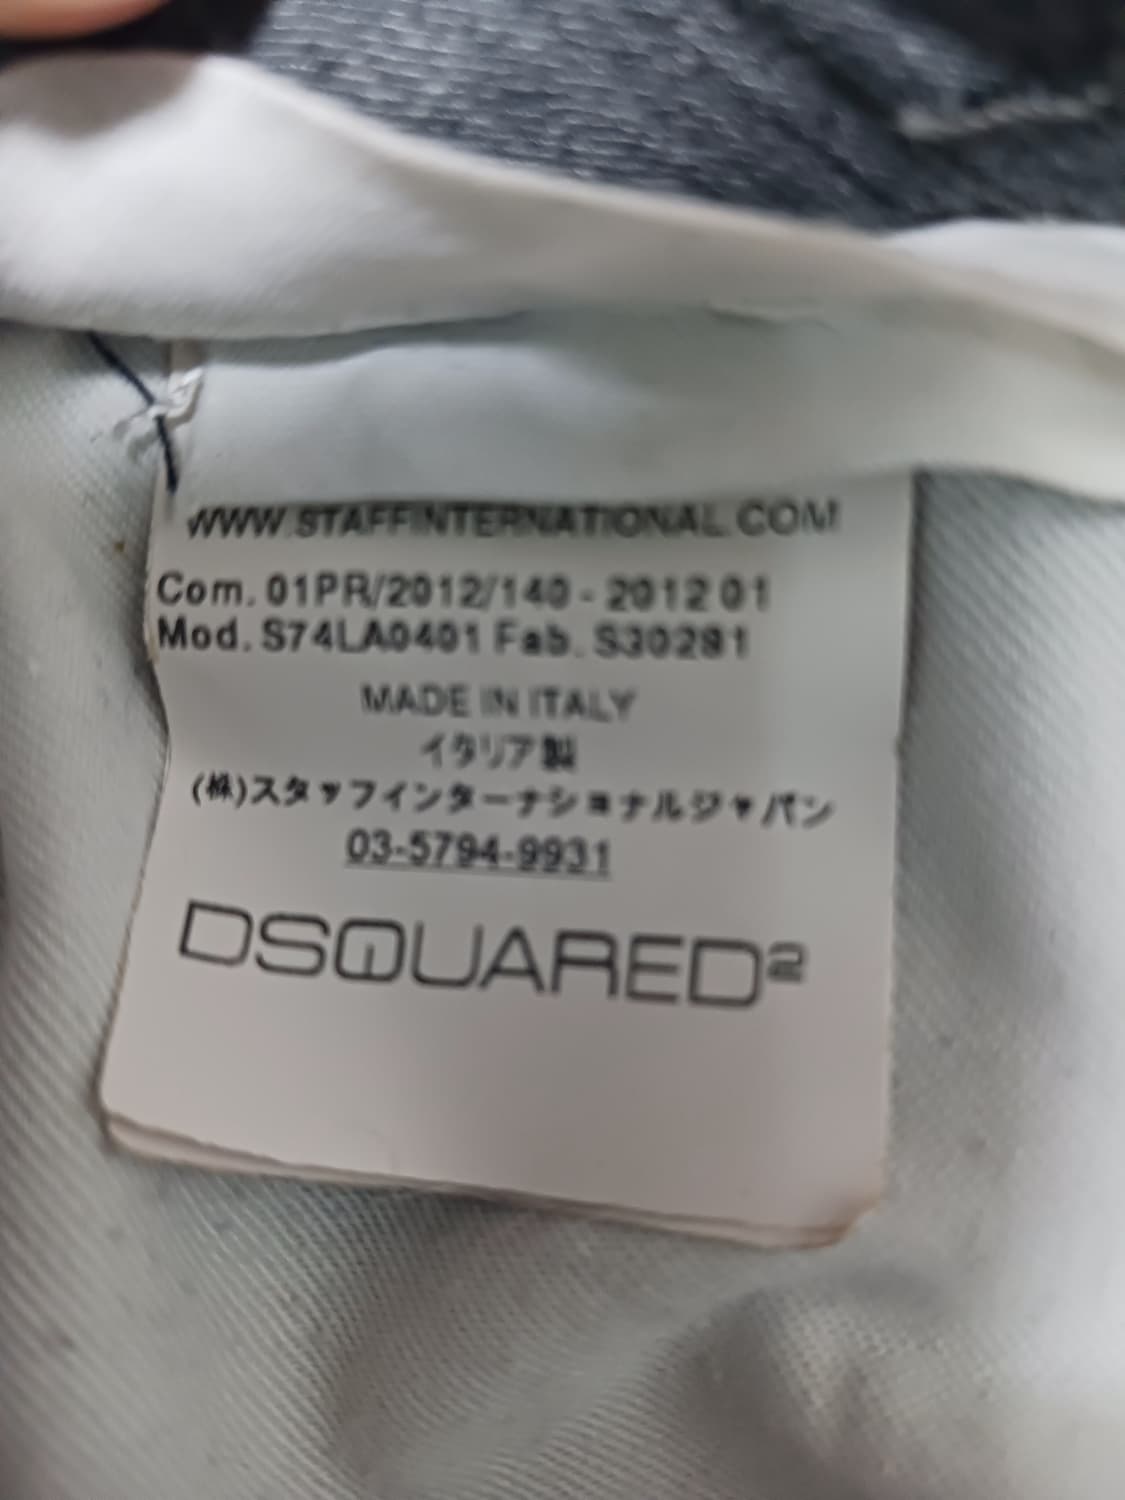 WWW.STAFFINTERNATIONAL.COM
Com. 01PR/2012/140 - 2012 01
Mod. S74LA0401 Fab. S30281
MADE IN ITALY
イタリア製
(株)スタッフインターナショナルジャパン
03-5794-9931
DSQUARED²